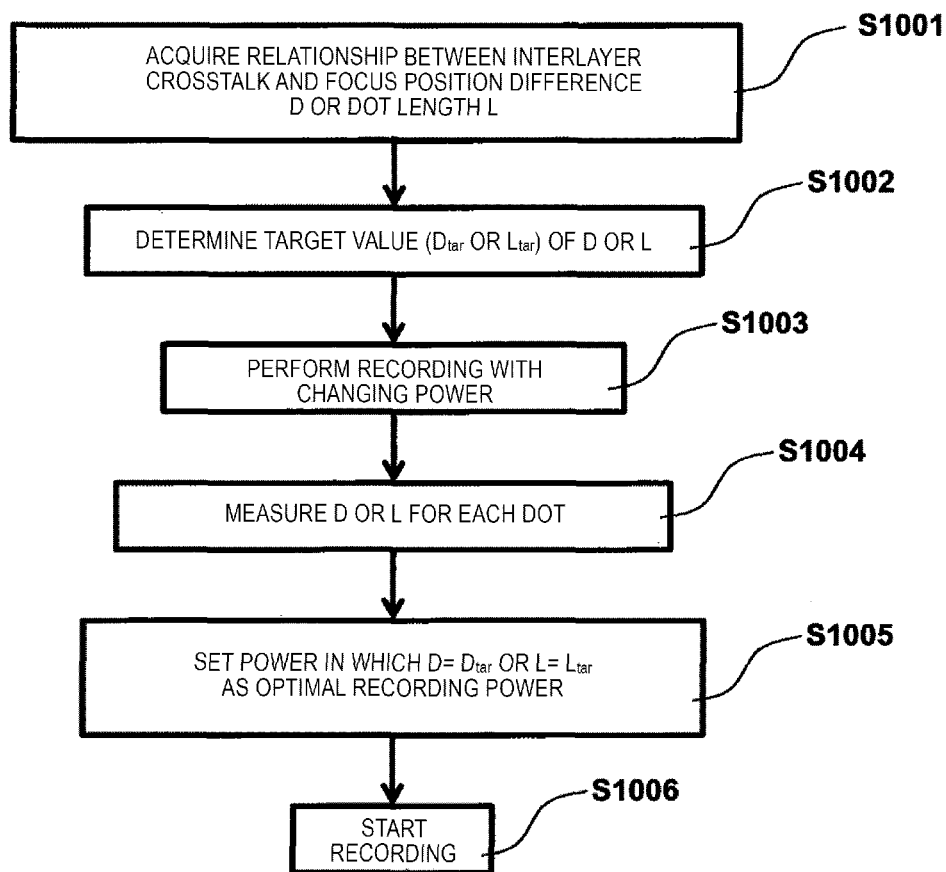 S1001
ACQUIRE RELATIONSHIP BETWEEN INTERLAYER
CROSSTALK AND FOCUS POSITION DIFFERENCE
D OR DOT LENGTH L
S1002
DETERMINE TARGET VALUE (Dtar OR Ltar) OF D OR L
S1003
PERFORM RECORDING WITH
CHANGING POWER
S1004
MEASURE D OR L FOR EACH DOT
S1005
SET POWER IN WHICH D= Dtar OR L= Ltar
AS OPTIMAL RECORDING POWER
S1006
START
RECORDING